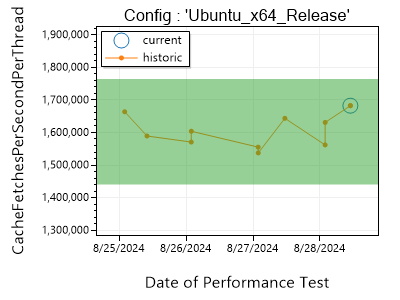 Config : 'Ubuntu_x64_Release'
CacheFetchesPerSecondPerThread
1,900,000
1,800,000
1,700,000
1,600,000
1,500,000
1,400,000
1,300,000
current
historic
8/25/2024 8/26/2024 8/27/2024 8/28/2024
Date of Performance Test